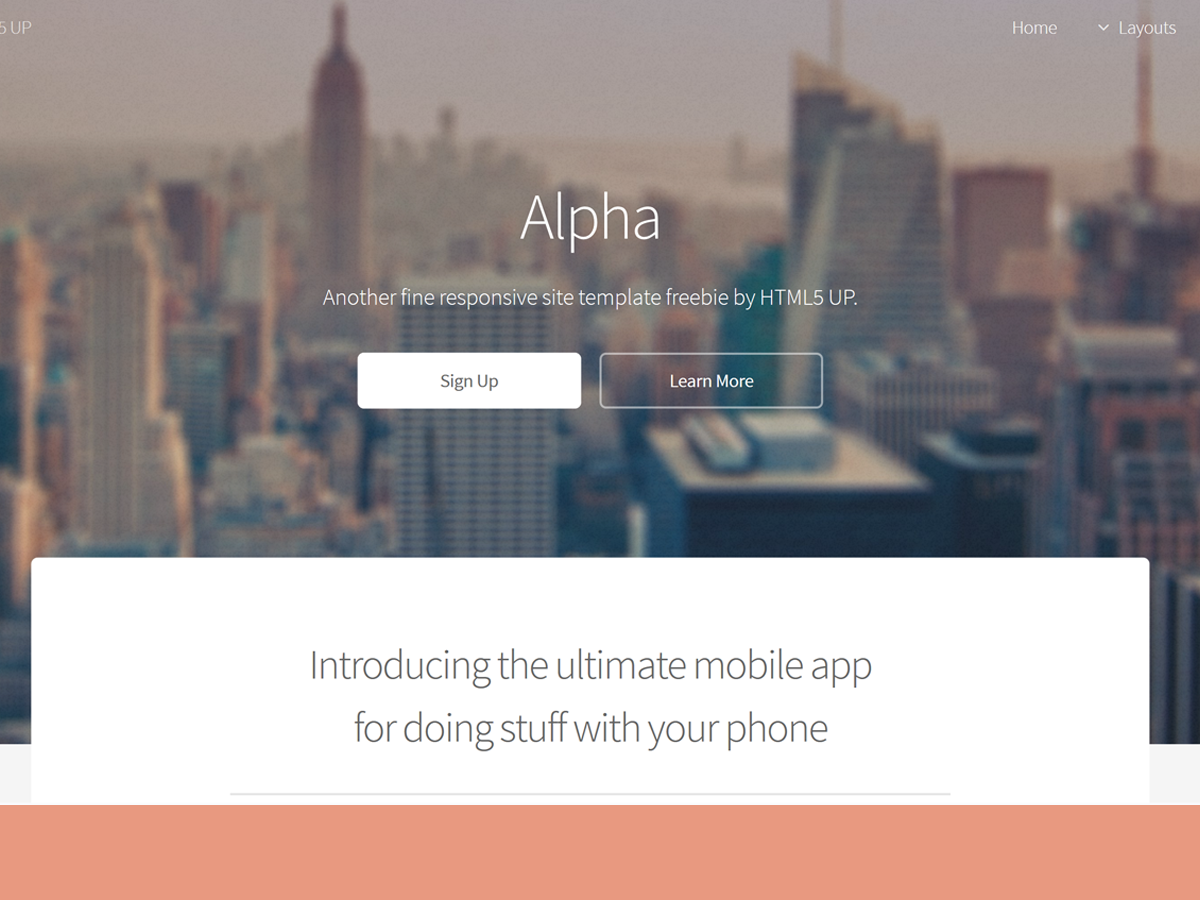 5 UP
Home
Layouts
Alpha
Another fine responsive site template freebie by HTML5 UP.
Sign Up
Learn More
Introducing the ultimate mobile app
for doing stuff with your phone